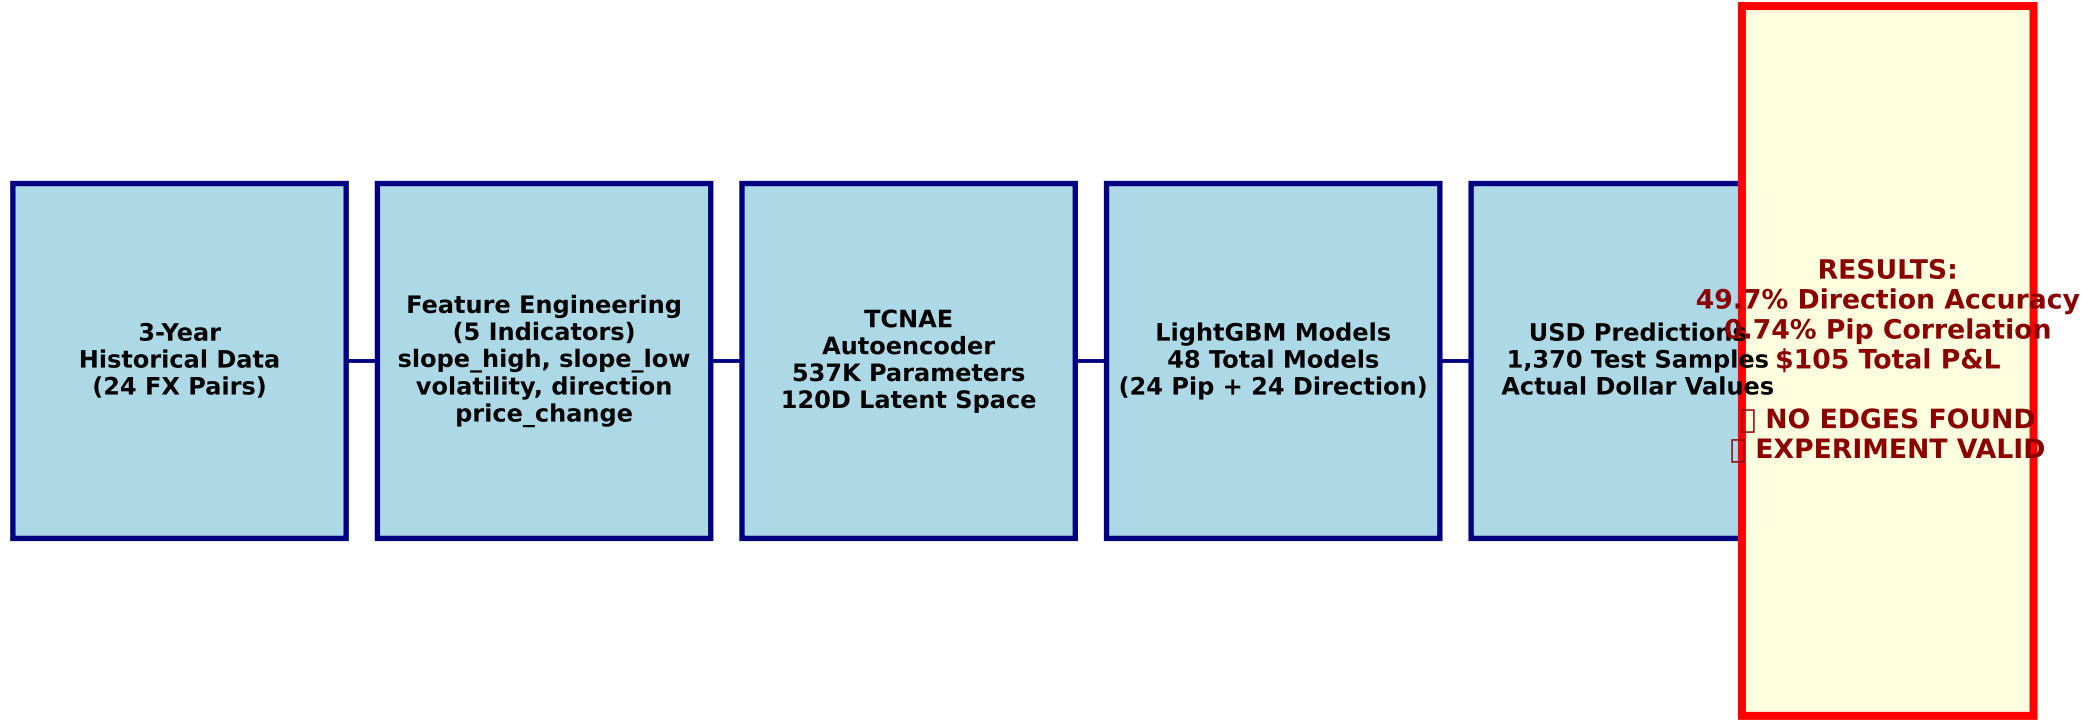 3-Year
Historical Data
(24 FX Pairs)
Feature Engineering
(5 Indicators)
slope_high, slope_low
volatility, direction
price_change
TCNAE
Autoencoder
537K Parameters
120D Latent Space
LightGBM Models
48 Total Models
(24 Pip + 24 Direction)
USD Predictions
1,370 Test Samples
Actual Dollar Values
RESULTS:
49.7% Direction Accuracy
0.74% Pip Correlation
$105 Total P&L
▯ NO EDGES FOUND
▯ EXPERIMENT VALID